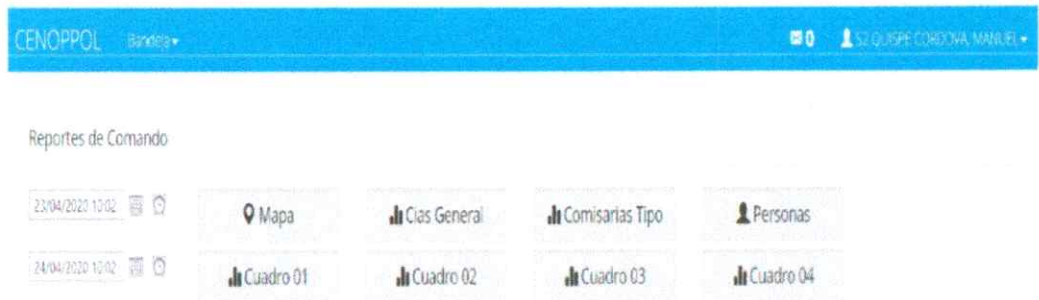 CENOPPOL Bandeja 0 S2 QUISPE CORDOVA, MANUEL
Reportes de Comando
23/04/2020 10:02 Mapa Cias General Comisarias Tipo Personas
24/04/2020 10:02 Cuadro 01 Cuadro 02 Cuadro 03 Cuadro 04